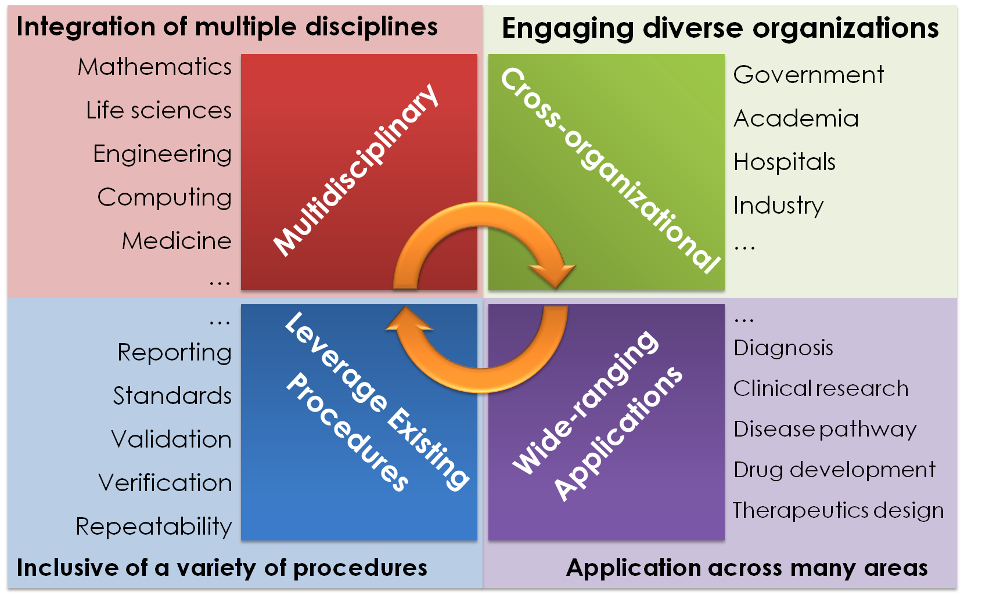 Integration of multiple disciplines
Mathematics
Life sciences
Engineering
Computing
Medicine
...
Multidisciplinary
Engaging diverse organizations
Cross-organizational
Government
Academia
Hospitals
Industry
...
...
Reporting
Standards
Validation
Verification
Repeatability
Leverage Existing
Procedures
Inclusive of a variety of procedures
Wide-ranging
Applications
...
Diagnosis
Clinical research
Disease pathway
Drug development
Therapeutics design
Application across many areas